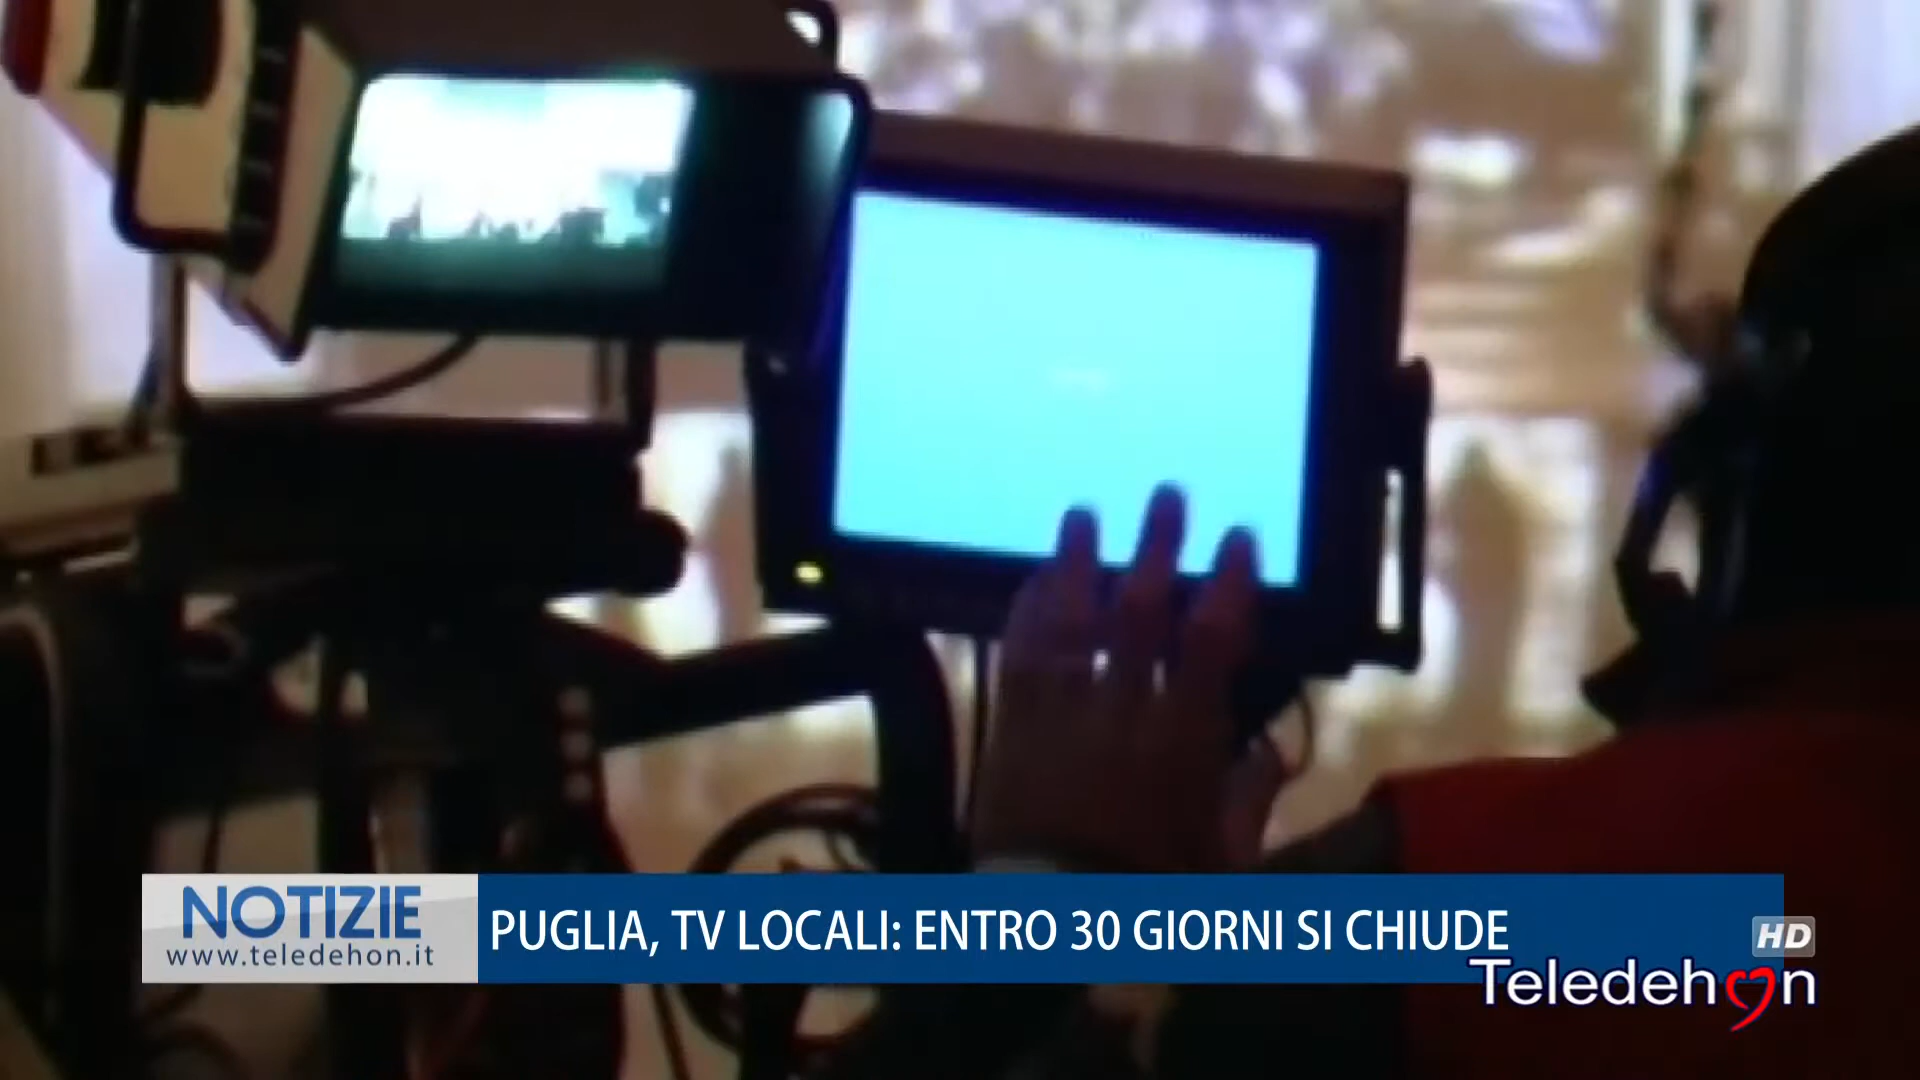 NOTIZIE
www.teledehon.it
PUGLIA, TV LOCALI: ENTRO 30 GIORNI SI CHIUDE
HD
Teledehon